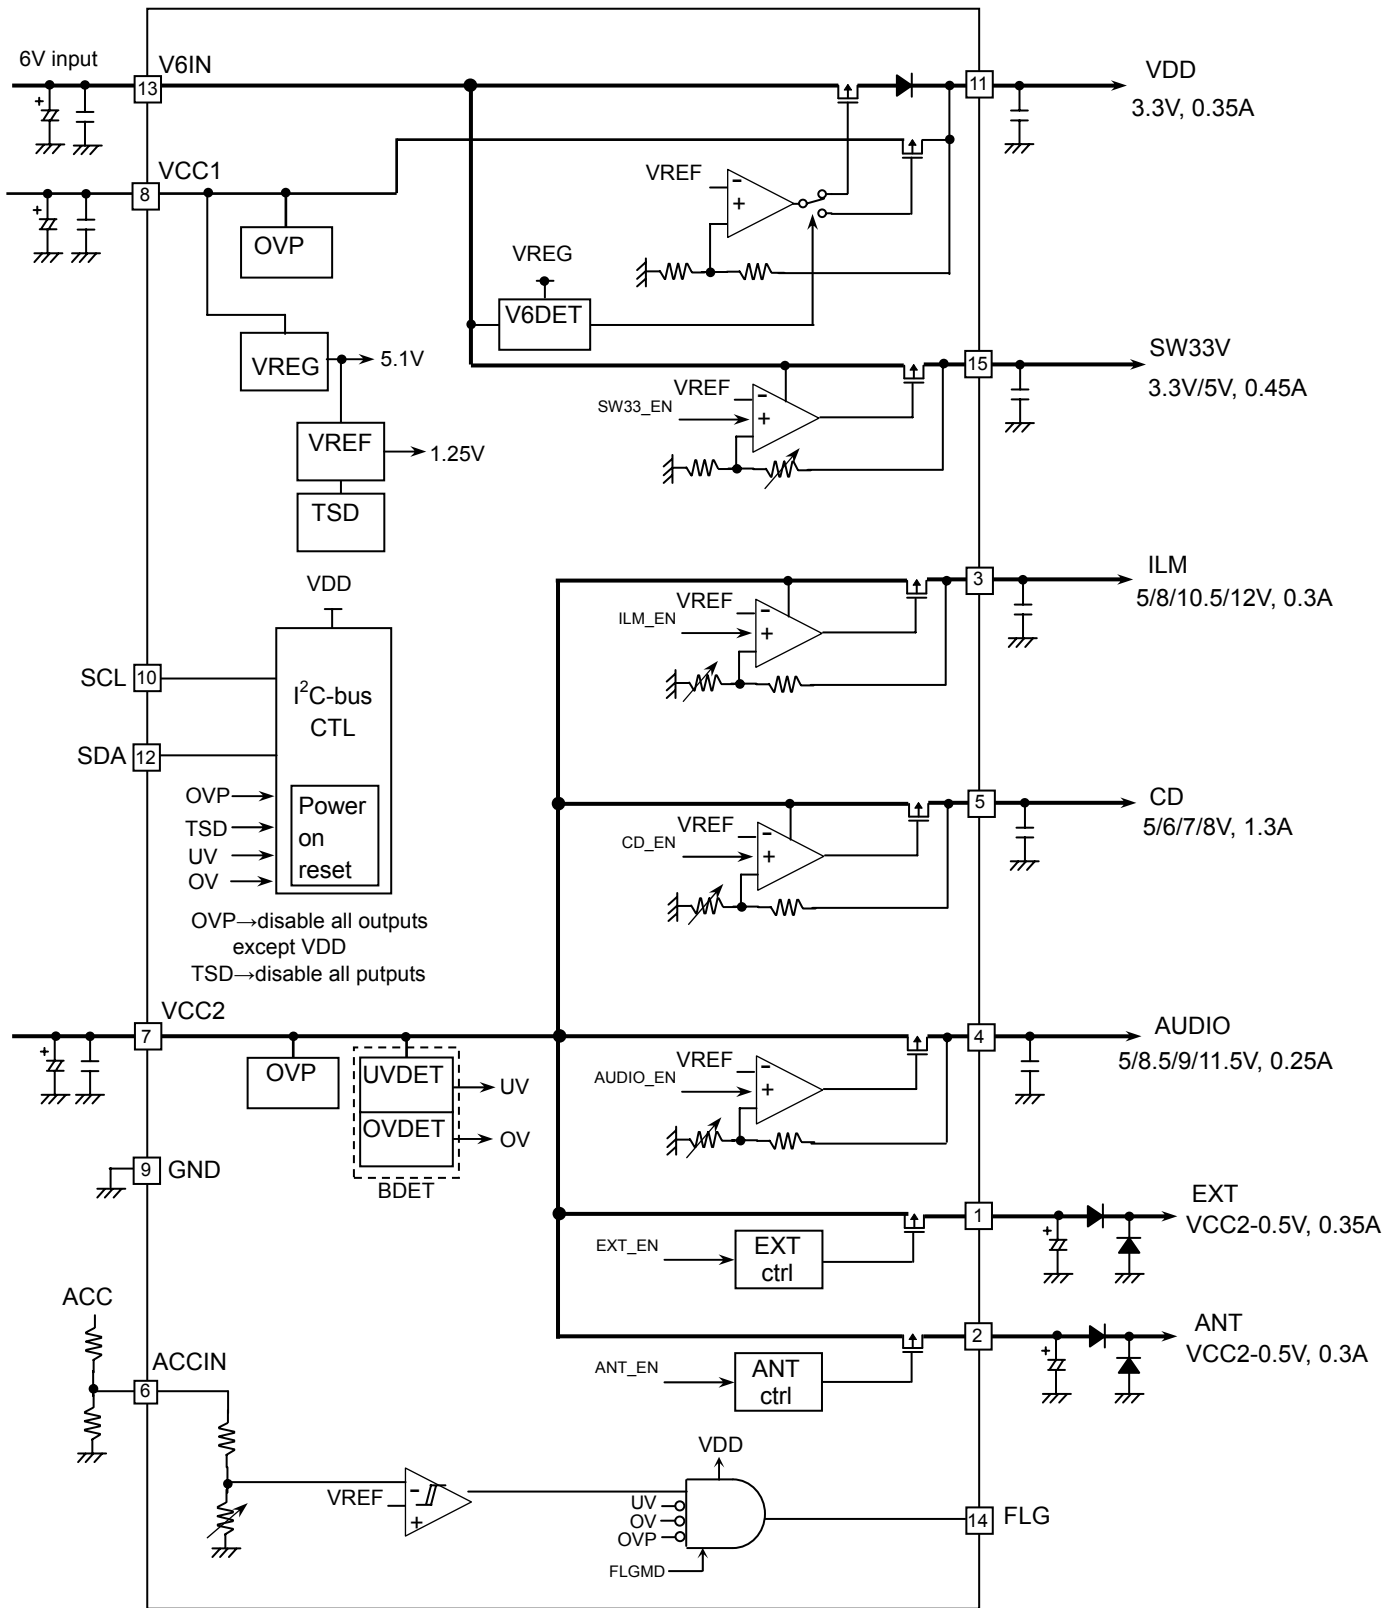 6V input
V6IN
13
11
VDD
3.3V, 0.35A
VCC1
8
OVP
VREF
-
+
VREG
V6DET
VREG
5.1V
VREF
1.25V
TSD
15
SW33V
3.3V/5V, 0.45A
VREF
SW33_EN
-
+
VDD
SCL
10
SDA
12
I2C-bus
CTL
OVP
TSD
UV
OV
Power
on
reset
OVP→disable all outputs
except VDD
TSD→disable all putputs
3
ILM
5/8/10.5/12V, 0.3A
VREF
ILM_EN
-
+
5
CD
5/6/7/8V, 1.3A
VREF
CD_EN
-
+
VCC2
7
OVP
UVDET
UV
OVDET
OV
BDET
4
AUDIO
5/8.5/9/11.5V, 0.25A
VREF
AUDIO_EN
-
+
9
GND
1
EXT
VCC2-0.5V, 0.35A
EXT_EN
EXT
ctrl
2
ANT
VCC2-0.5V, 0.3A
ANT_EN
ANT
ctrl
ACC
ACCIN
6
VREF
-
+
VDD
UV
OV
OVP
FLGMD
14
FLG